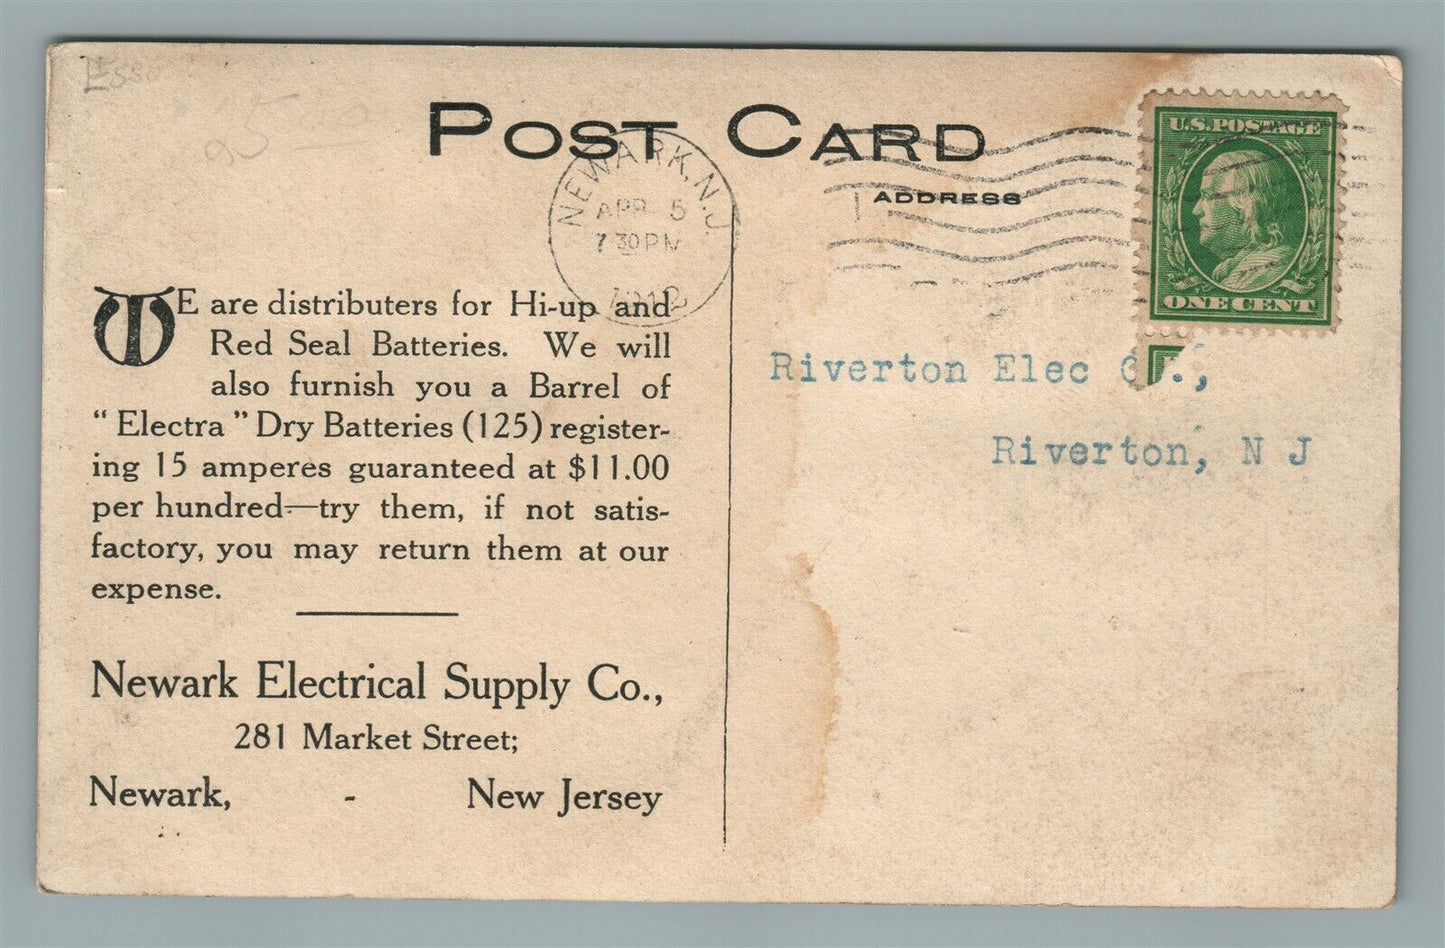 POST CARD
ADDRESS
NEWARK, N.J.
APR 5
7 30 PM
1912
U.S. POSTAGE
ONE CENT
WE are distributers for Hi-up and
Red Seal Batteries. We will
also furnish you a Barrel of
“Electra” Dry Batteries (125) register-
ing 15 amperes guaranteed at $11.00
per hundred—try them, if not satis-
factory, you may return them at our
expense.
Newark Electrical Supply Co.,
281 Market Street;
Newark, - New Jersey
Riverton Elec
Riverton, N J